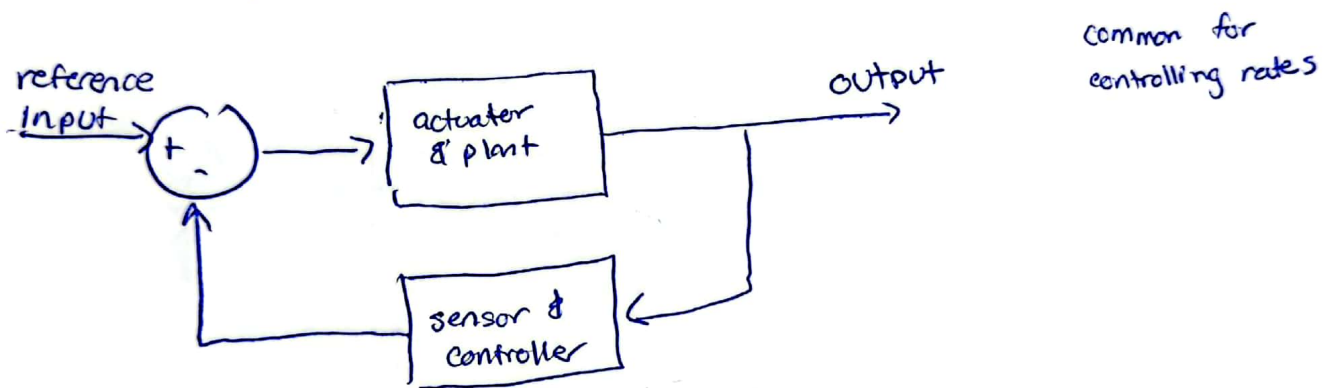 common for
controlling rates
reference
input
+
-
actuater
& plant
output
sensor &
controller